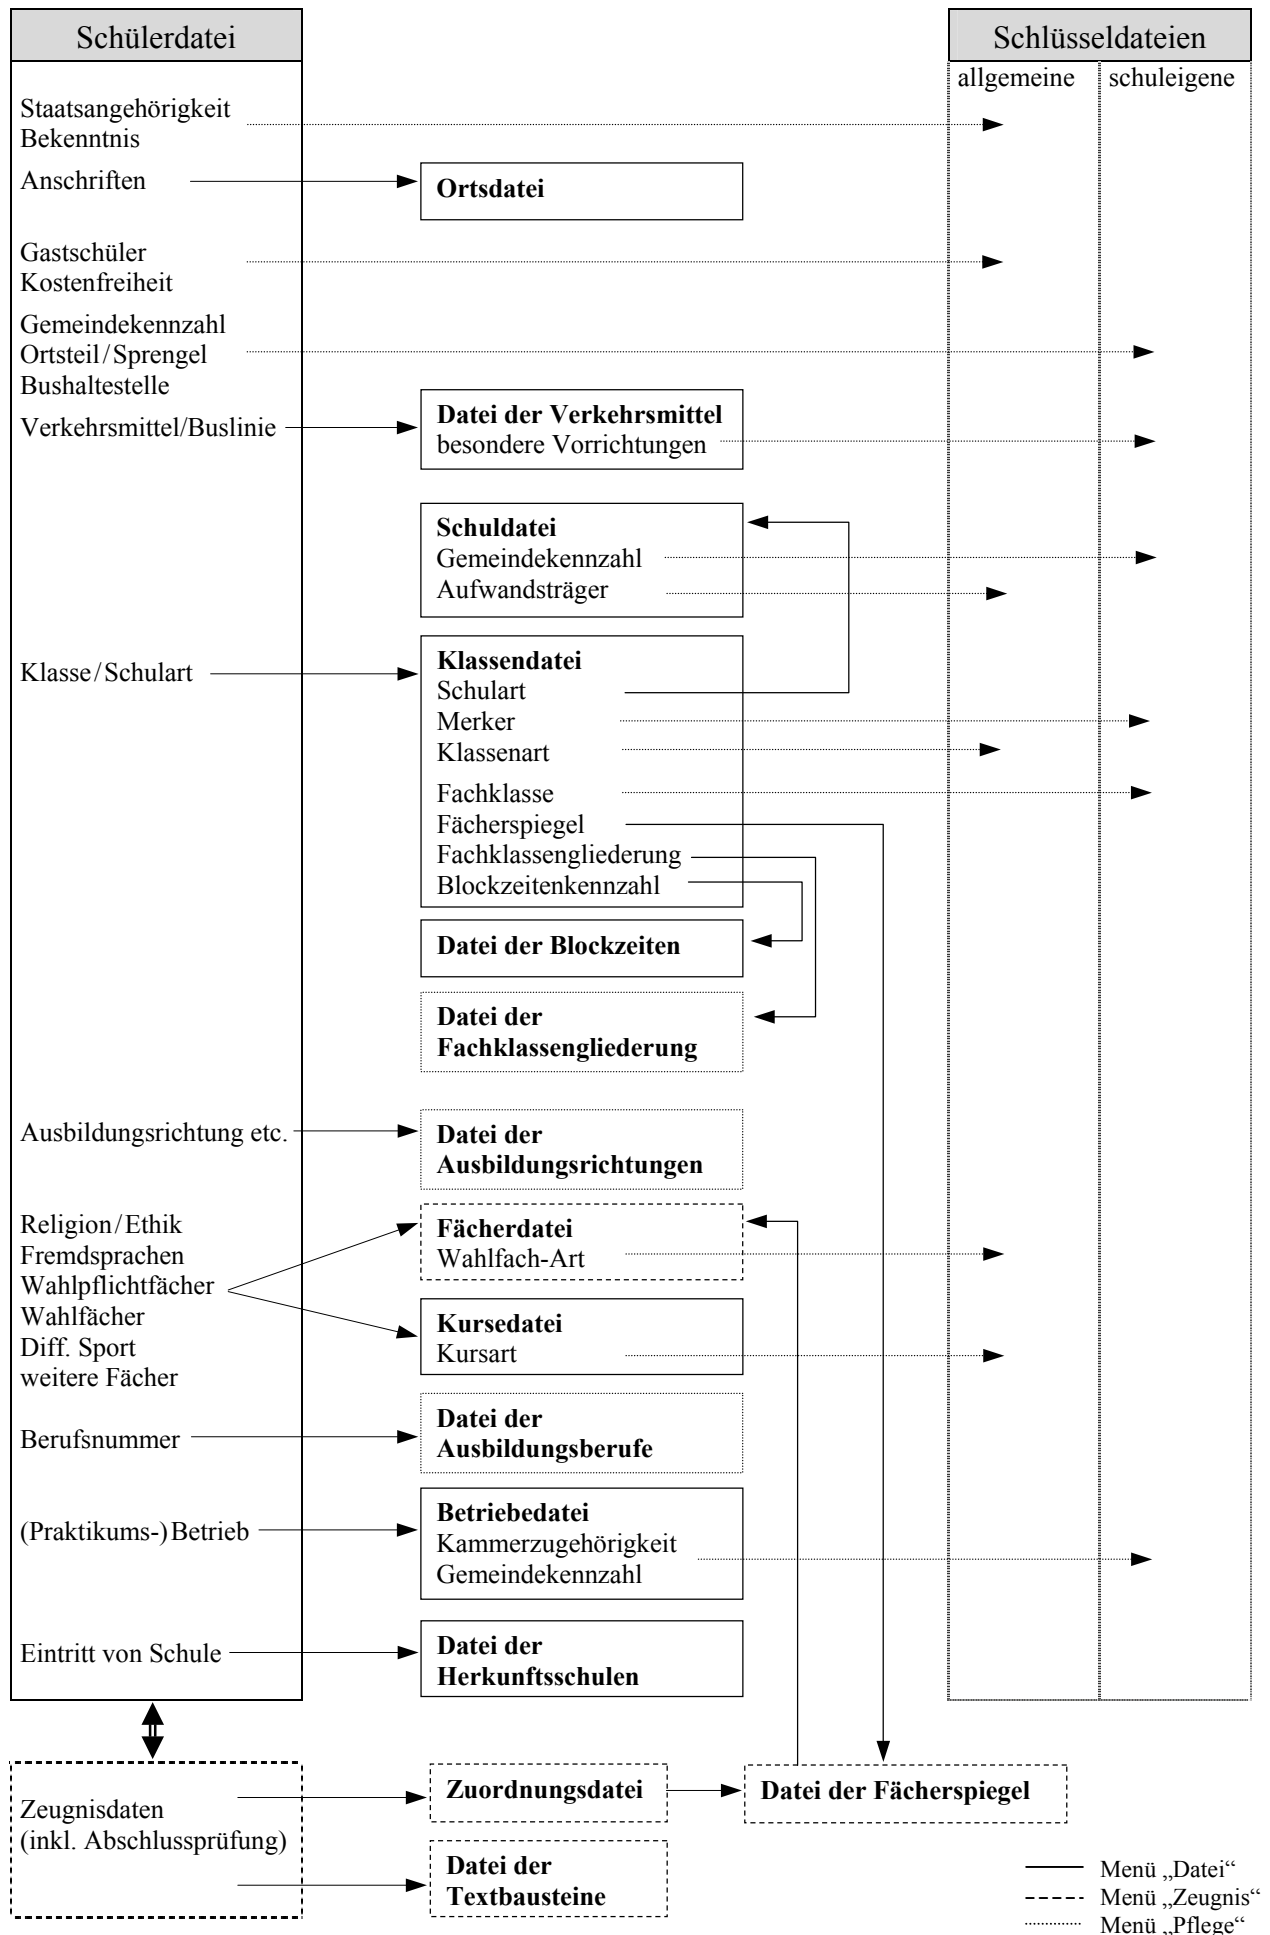 Schülerdatei
Schlüsseldateien
allgemeine
schuleigene
Staatsangehörigkeit
Bekenntnis
Anschriften
Ortsdatei
Gastschüler
Kostenfreiheit
Gemeindekennzahl
Ortsteil/Sprengel
Bushaltestelle
Verkehrsmittel/Buslinie
Datei der Verkehrsmittel
besondere Vorrichtungen
Schuldatei
Gemeindekennzahl
Aufwandsträger
Klasse/Schulart
Klassendatei
Schulart
Merker
Klassenart
Fachklasse
Fächerspiegel
Fachklassengliederung
Blockzeitenkennzahl
Datei der Blockzeiten
Datei der
Fachklassengliederung
Ausbildungsrichtung etc.
Datei der
Ausbildungsrichtungen
Religion/Ethik
Fremdsprachen
Wahlpflichtfächer
Wahlfächer
Diff. Sport
weitere Fächer
Fächerdatei
Wahlfach-Art
Kursedatei
Kursart
Berufsnummer
Datei der
Ausbildungsberufe
(Praktikums-)Betrieb
Betriebedatei
Kammerzugehörigkeit
Gemeindekennzahl
Eintritt von Schule
Datei der
Herkunftsschulen
Zeugnisdaten
(inkl. Abschlussprüfung)
Zuordnungsdatei
Datei der Fächerspiegel
Datei der
Textbausteine
Menü „Datei“
Menü „Zeugnis“
Menü „Pflege“